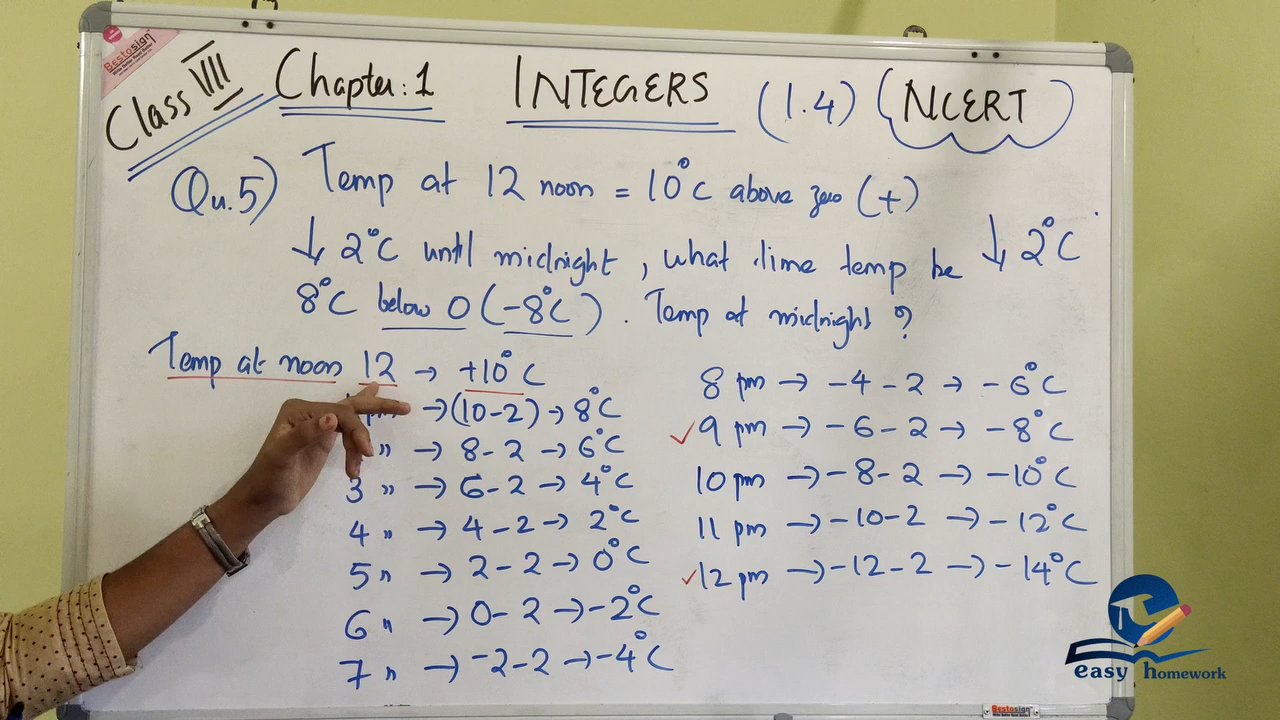 Bestosign
Class VII
Chapter: 1
INTEGERS
(1.4) (NCERT)
Qu.5) Temp at 12 noon = 10°C above zero (+)
↓ 2°C until midnight, what time temp be ↓ 2°C
8°C below 0 (-8°C). Temp at midnight?
Temp at noon 12 → +10°C
→ (10-2) → 8°C
" → 8-2 → 6°C
3 " → 6-2 → 4°C
4 " → 4-2 → 2°C
5 " → 2-2 → 0°C
6 " → 0-2 → -2°C
7 " → -2-2 → -4°C
8 pm → -4-2 → -6°C
✓ 9 pm → -6-2 → -8°C
10 pm → -8-2 → -10°C
11 pm → -10-2 → -12°C
✓ 12 pm → -12-2 → -14°C
easy homework
Bestosign